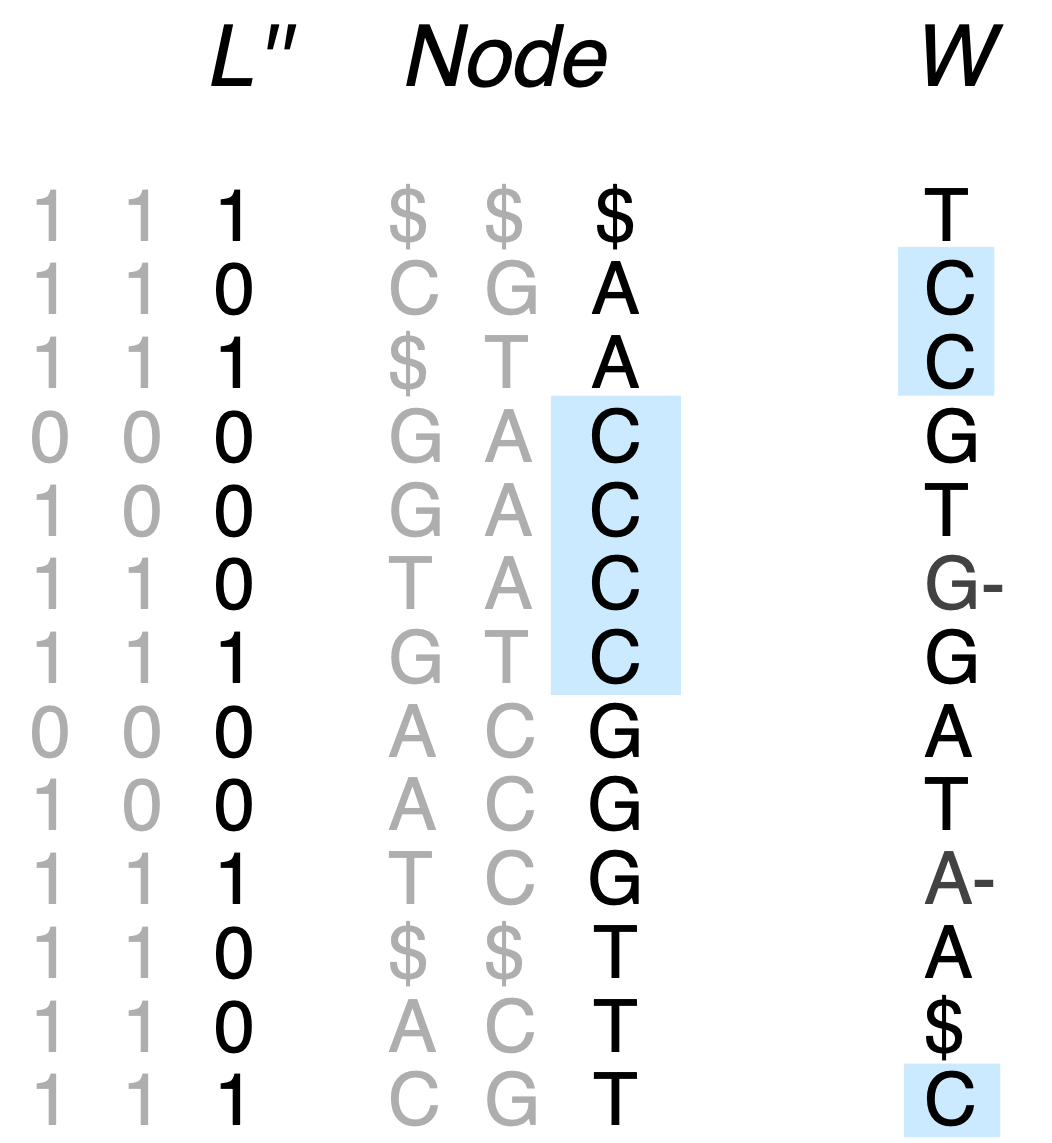 L" Node W
1 1 1 $ $ $ T
1 1 0 C G A C
1 1 1 $ T A C
0 0 0 G A C G
1 0 0 G A C T
1 1 0 T A C G-
1 1 1 G T C G
0 0 0 A C G A
1 0 0 A C G T
1 1 1 T C G A-
1 1 0 $ $ T A
1 1 0 A C T $
1 1 1 C G T C